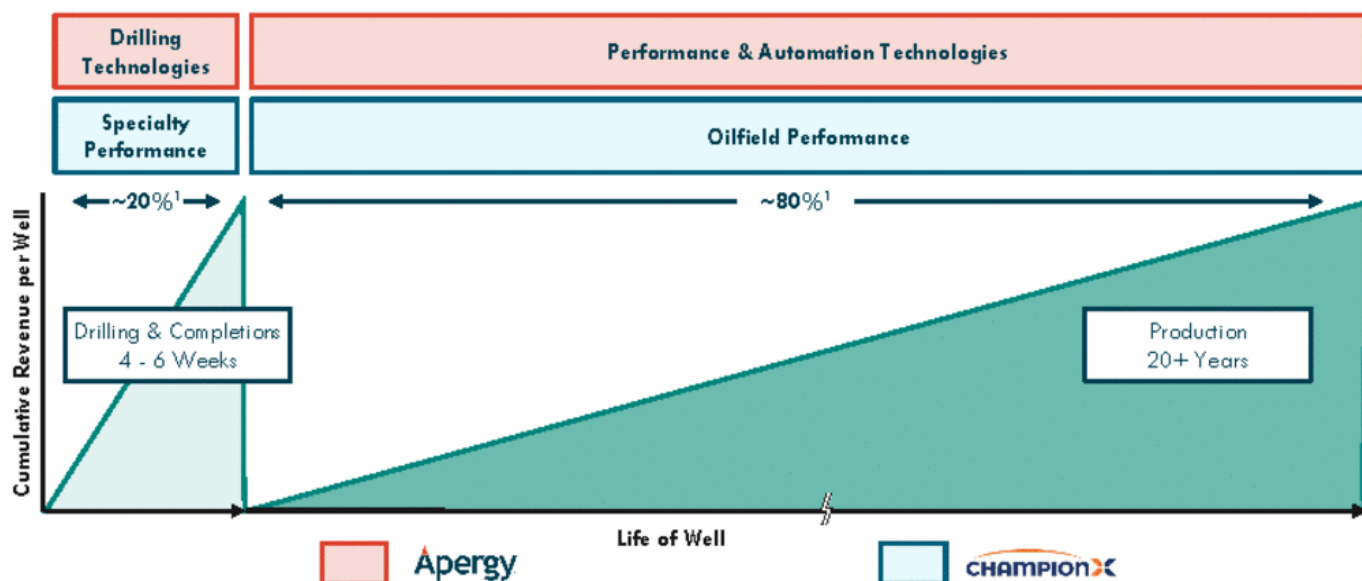 Drilling
Technologies
Performance & Automation Technologies
Specialty
Performance
Oilfield Performance
~20%¹
~80%¹
Cumulative Revenue per Well
Drilling & Completions
4 - 6 Weeks
Production
20+ Years
Life of Well
Apergy
CHAMPIONX